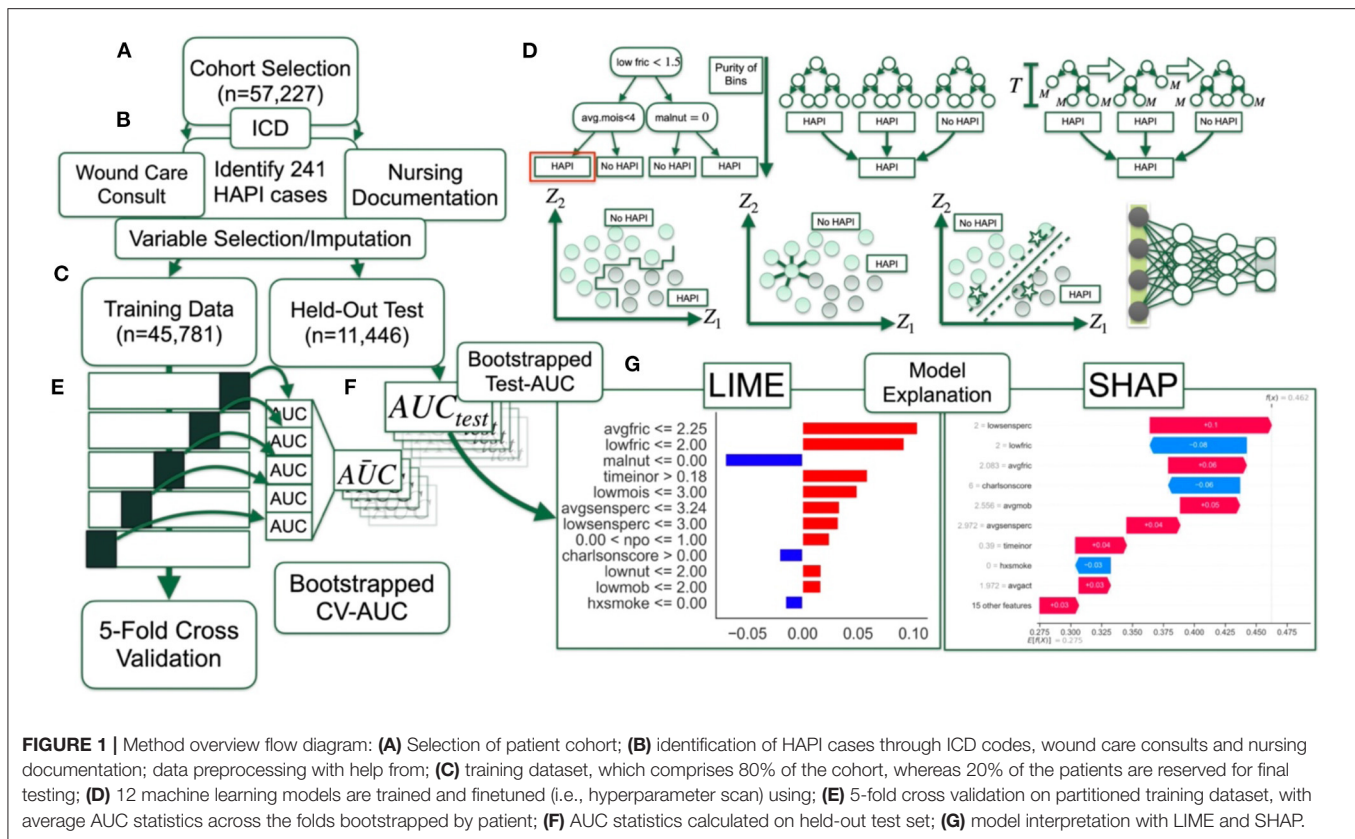 A
Cohort Selection
(n=57,227)
B
ICD
Wound Care
Consult
Identify 241
HAPI cases
Nursing
Documentation
Variable Selection/Imputation
C
Training Data
(n=45,781)
Held-Out Test
(n=11,446)
D
low fric < 1.5
avg.mois<4
malnut = 0
HAPI
No HAPI
No HAPI
HAPI
Purity of
Bins
HAPI
HAPI
No HAPI
HAPI
T
M
M
M
M
M
M
HAPI
HAPI
No HAPI
HAPI
Z2
No HAPI
HAPI
Z1
Z2
No HAPI
HAPI
Z1
Z2
No HAPI
HAPI
Z1
E
AUC
AUC
AUC
AUC
AUC
AŪC
5-Fold Cross
Validation
Bootstrapped
CV-AUC
F
Bootstrapped
Test-AUC
AUCtest
test
test
test
G
LIME
Model
Explanation
SHAP
avgfric <= 2.25
lowfric <= 2.00
malnut <= 0.00
timeinor > 0.18
lowmois <= 3.00
avgsensperc <= 3.24
lowsensperc <= 3.00
0.00 < npo <= 1.00
charlsonscore > 0.00
lownut <= 2.00
lowmob <= 2.00
hxsmoke <= 0.00
−0.05 0.00 0.05 0.10
f(x) = 0.462
2 = lowsensperc +0.1
2 = lowfric −0.08
2.083 = avgfric +0.06
6 = charlsonscore −0.06
2.556 = avgmob +0.05
2.972 = avgsensperc +0.04
0.39 = timeinor +0.04
0 = hxsmoke −0.03
1.972 = avgact +0.03
15 other features +0.03
0.275 0.300 0.325 0.350 0.375 0.400 0.425 0.450 0.475
E[f(X)] = 0.275
FIGURE 1 | Method overview flow diagram: (A) Selection of patient cohort; (B) identification of HAPI cases through ICD codes, wound care consults and nursing
documentation; data preprocessing with help from; (C) training dataset, which comprises 80% of the cohort, whereas 20% of the patients are reserved for final
testing; (D) 12 machine learning models are trained and finetuned (i.e., hyperparameter scan) using; (E) 5-fold cross validation on partitioned training dataset, with
average AUC statistics across the folds bootstrapped by patient; (F) AUC statistics calculated on held-out test set; (G) model interpretation with LIME and SHAP.